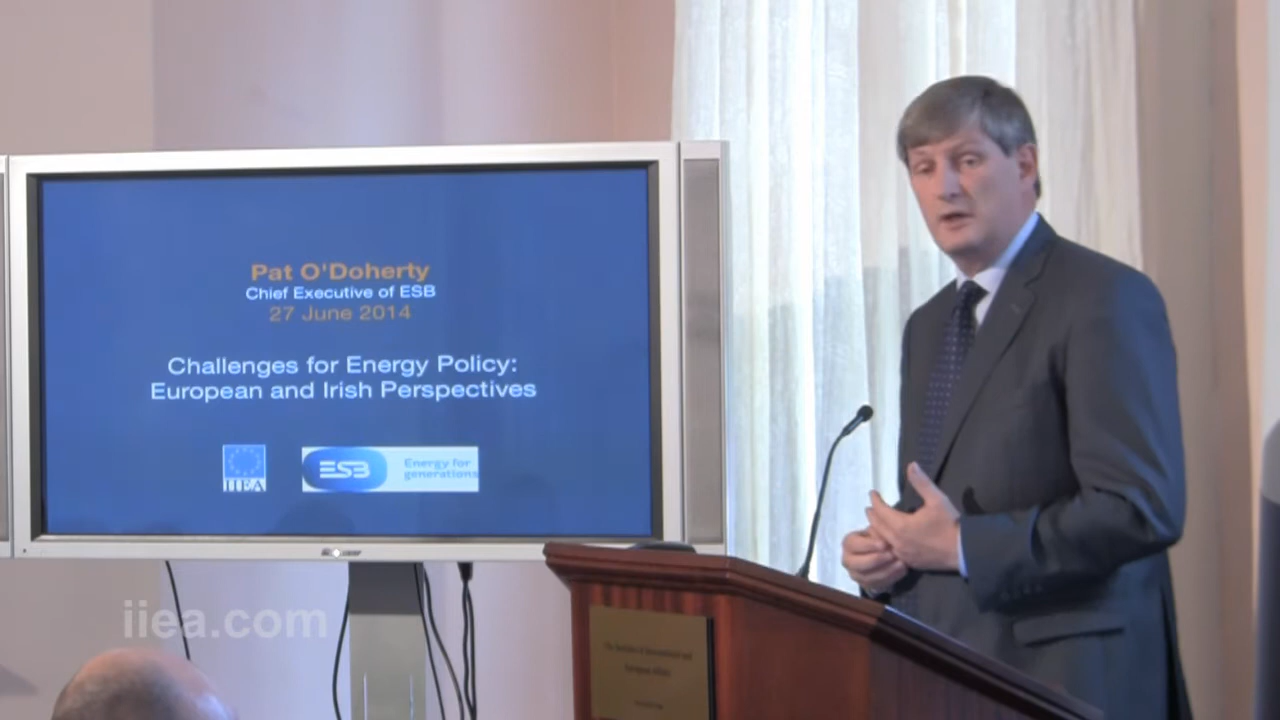 Pat O'Doherty
Chief Executive of ESB
27 June 2014
Challenges for Energy Policy:
European and Irish Perspectives
IIEA
ESB
Energy for
generations
iiea.com